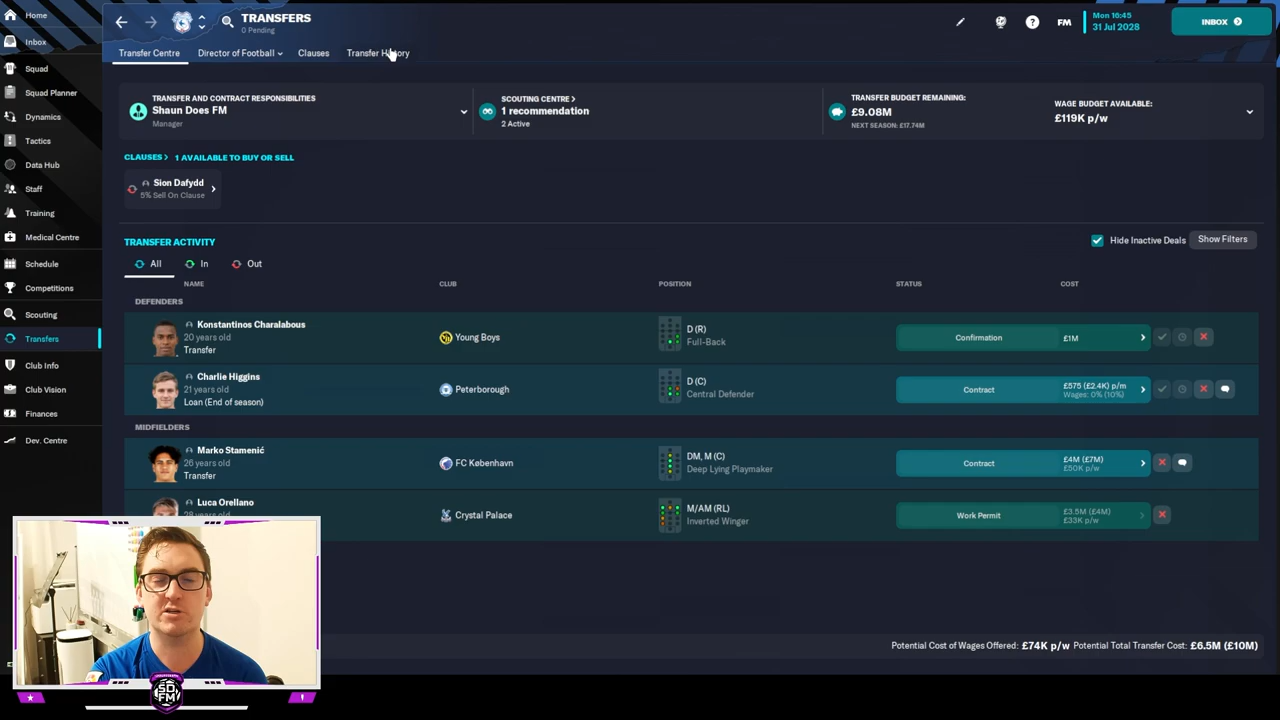 Home
Inbox
Squad
Squad Planner
Dynamics
Tactics
Data Hub
Staff
Training
Medical Centre
Schedule
Competitions
Scouting
Transfers
Club Info
Club Vision
Finances
Dev. Centre
TRANSFERS
0 Pending
FM
Mon 16:45
31 Jul 2028
INBOX
Transfer Centre
Director of Football
Clauses
Transfer History
TRANSFER AND CONTRACT RESPONSIBILITIES
Shaun Does FM
Manager
SCOUTING CENTRE >
1 recommendation
2 Active
TRANSFER BUDGET REMAINING:
£9.08M
NEXT SEASON: £17.74M
WAGE BUDGET AVAILABLE:
£119K p/w
CLAUSES > 1 AVAILABLE TO BUY OR SELL
Sion Dafydd
5% Sell On Clause
TRANSFER ACTIVITY
Hide Inactive Deals
Show Filters
All In Out
NAME CLUB POSITION STATUS COST
DEFENDERS
Konstantinos Charalabous
20 years old
Transfer
Young Boys
D (R)
Full-Back
Confirmation
£1M
Charlie Higgins
21 years old
Loan (End of season)
Peterborough
D (C)
Central Defender
Contract
£575 (£2.4K) p/m
Wages: 0% (10%)
MIDFIELDERS
Marko Stamenić
26 years old
Transfer
FC København
DM, M (C)
Deep Lying Playmaker
Contract
£4M (£7M)
£50K p/w
Luca Orellano
28 years old
Crystal Palace
M/AM (RL)
Inverted Winger
Work Permit
£3.5M (£4M)
£33K p/w
Potential Cost of Wages Offered: £74K p/w Potential Total Transfer Cost: £6.5M (£10M)
SDFM